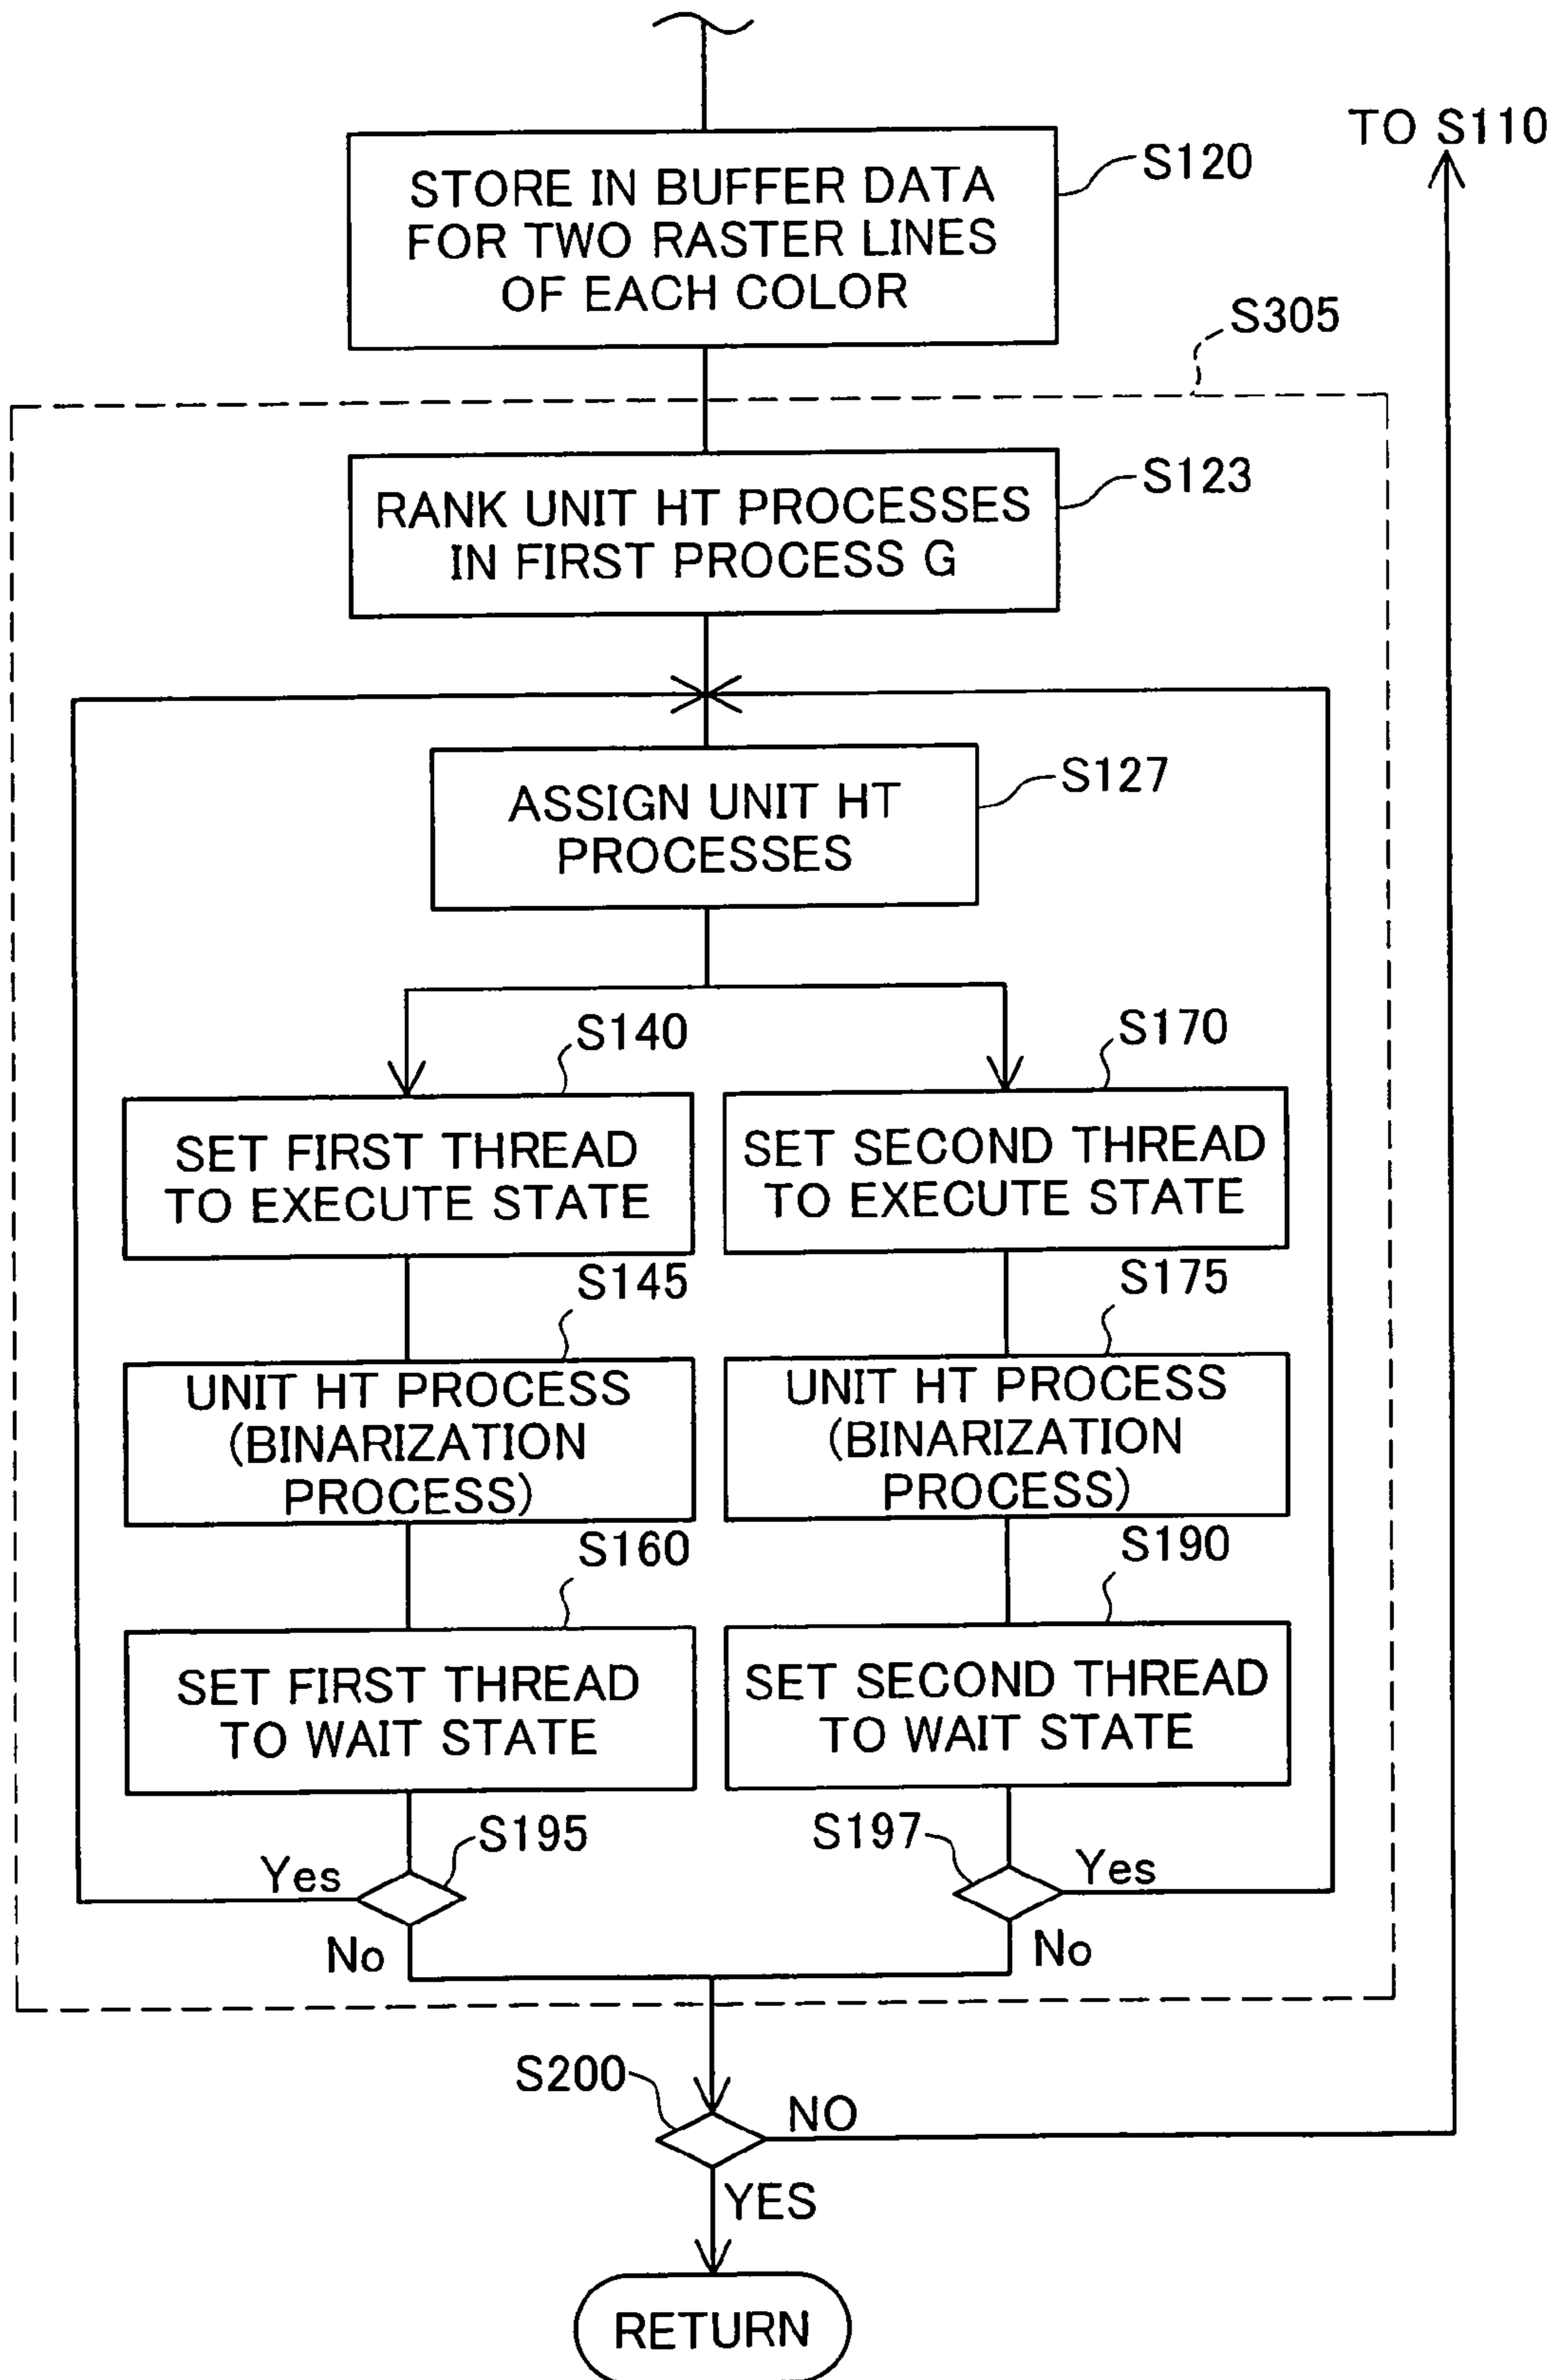 TO S110
S120
STORE IN BUFFER DATA
FOR TWO RASTER LINES
OF EACH COLOR
S305
S123
RANK UNIT HT PROCESSES
IN FIRST PROCESS G
S127
ASSIGN UNIT HT
PROCESSES
S140
S170
SET FIRST THREAD
TO EXECUTE STATE
SET SECOND THREAD
TO EXECUTE STATE
S145
S175
UNIT HT PROCESS
(BINARIZATION
PROCESS)
UNIT HT PROCESS
(BINARIZATION
PROCESS)
S160
S190
SET FIRST THREAD
TO WAIT STATE
SET SECOND THREAD
TO WAIT STATE
S195
S197
Yes
Yes
No
No
S200
NO
YES
RETURN